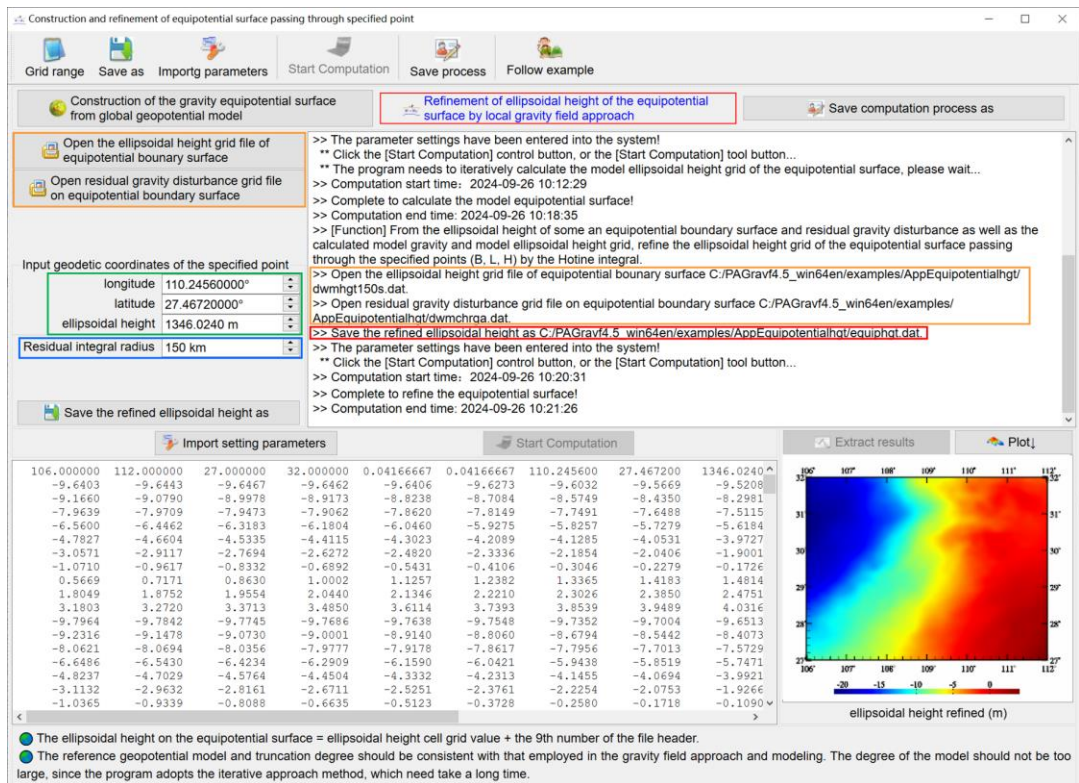 Construction and refinement of equipotential surface passing through specified point
Grid range Save as Importg parameters Start Computation Save process Follow example
Construction of the gravity equipotential surface
from global geopotential model
Refinement of ellipsoidal height of the equipotential
surface by local gravity field approach
Save computation process as
Open the ellipsoidal height grid file of
equipotential bounary surface
Open residual gravity disturbance grid file
on equipotential boundary surface
Input geodetic coordinates of the specified point
longitude 110.24560000°
latitude 27.46720000°
ellipsoidal height 1346.0240 m
Residual integral radius 150 km
Save the refined ellipsoidal height as
>> The parameter settings have been entered into the system!
** Click the [Start Computation] control button, or the [Start Computation] tool button...
** The program needs to iteratively calculate the model ellipsoidal height grid of the equipotential surface, please wait...
>> Computation start time: 2024-09-26 10:12:29
>> Complete to calculate the model equipotential surface!
>> Computation end time: 2024-09-26 10:18:35
>> [Function] From the ellipsoidal height of some an equipotential boundary surface and residual gravity disturbance as well as the
calculated model gravity and model ellipsoidal height grid, refine the ellipsoidal height grid of the equipotential surface passing
through the specified points (B, L, H) by the Hotine integral.
>> Open the ellipsoidal height grid file of equipotential bounary surface C:/PAGravf4.5_win64en/examples/AppEquipotentialhgt/
dwmhgt150s.dat.
>> Open residual gravity disturbance grid file on equipotential boundary surface C:/PAGravf4.5_win64en/examples/
AppEquipotentialhgt/dwmchrga.dat.
>> Save the refined ellipsoidal height as C:/PAGravf4.5_win64en/examples/AppEquipotentialhgt/equiphgt.dat.
>> The parameter settings have been entered into the system!
** Click the [Start Computation] control button, or the [Start Computation] tool button...
>> Computation start time: 2024-09-26 10:20:31
>> Complete to refine the equipotential surface!
>> Computation end time: 2024-09-26 10:21:26
Import setting parameters Start Computation Extract results Plot↓
106.000000 112.000000 27.000000 32.000000 0.04166667 0.04166667 110.245600 27.467200 1346.0240
-9.6403 -9.6443 -9.6467 -9.6462 -9.6406 -9.6273 -9.6032 -9.5669 -9.5208
-9.1660 -9.0790 -8.9978 -8.9173 -8.8238 -8.7084 -8.5749 -8.4350 -8.2981
-7.9639 -7.9709 -7.9473 -7.9062 -7.8620 -7.8149 -7.7491 -7.6488 -7.5115
-6.5600 -6.4462 -6.3183 -6.1804 -6.0460 -5.9275 -5.8257 -5.7279 -5.6184
-4.7827 -4.6604 -4.5335 -4.4115 -4.3023 -4.2089 -4.1285 -4.0531 -3.9727
-3.0571 -2.9117 -2.7694 -2.6272 -2.4820 -2.3336 -2.1854 -2.0406 -1.9001
-1.0710 -0.9617 -0.8332 -0.6892 -0.5431 -0.4106 -0.3046 -0.2279 -0.1726
0.5669 0.7171 0.8630 1.0002 1.1257 1.2382 1.3365 1.4183 1.4814
1.8049 1.8752 1.9554 2.0440 2.1346 2.2210 2.3026 2.3850 2.4751
3.1803 3.2720 3.3713 3.4850 3.6114 3.7393 3.8539 3.9489 4.0316
-9.7964 -9.7842 -9.7745 -9.7686 -9.7638 -9.7548 -9.7352 -9.7004 -9.6513
-9.2316 -9.1478 -9.0730 -9.0001 -8.9140 -8.8060 -8.6794 -8.5442 -8.4073
-8.0621 -8.0694 -8.0356 -7.9777 -7.9178 -7.8617 -7.7956 -7.7013 -7.5729
-6.6486 -6.5430 -6.4234 -6.2909 -6.1590 -6.0421 -5.9438 -5.8519 -5.7471
-4.8237 -4.7029 -4.5764 -4.4504 -4.3332 -4.2313 -4.1455 -4.0694 -3.9921
-3.1132 -2.9632 -2.8161 -2.6711 -2.5251 -2.3761 -2.2254 -2.0753 -1.9266
-1.0365 -0.9339 -0.8088 -0.6635 -0.5123 -0.3728 -0.2580 -0.1718 -0.1090
106° 107° 108° 109° 110° 111° 112°
32° 32°
31° 31°
30° 30°
29° 29°
28° 28°
27° 27°
106° 107° 108° 109° 110° 111° 112°
-20 -15 -10 -5 0
ellipsoidal height refined (m)
The ellipsoidal height on the equipotential surface = ellipsoidal height cell grid value + the 9th number of the file header.
The reference geopotential model and truncation degree should be consistent with that employed in the gravity field approach and modeling. The degree of the model should not be too
large, since the program adopts the iterative approach method, which need take a long time.